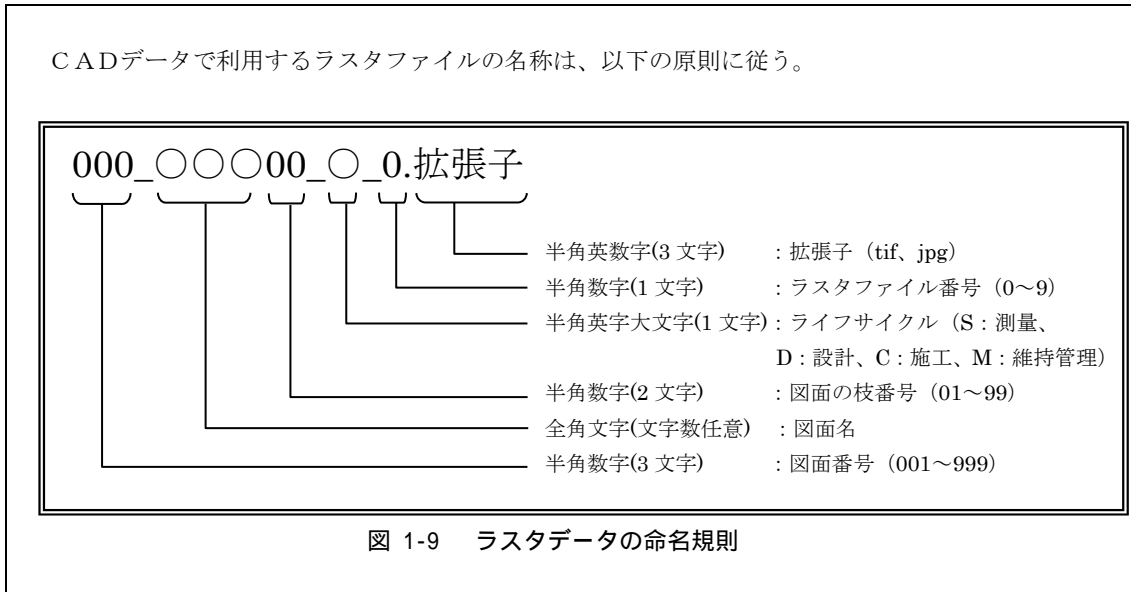 ＣＡＤデータで利用するラスタファイルの名称は、以下の原則に従う。
000_○○○00_○_0.拡張子
半角英数字(3 文字)　：拡張子（tif、jpg）
半角数字(1 文字)　：ラスタファイル番号（0～9）
半角英字大文字(1 文字)：ライフサイクル（S：測量、
D：設計、C：施工、M：維持管理）
半角数字(2 文字)　：図面の枝番号（01～99）
全角文字(文字数任意)　：図面名
半角数字(3 文字)　：図面番号（001～999）
図 1-9　ラスタデータの命名規則